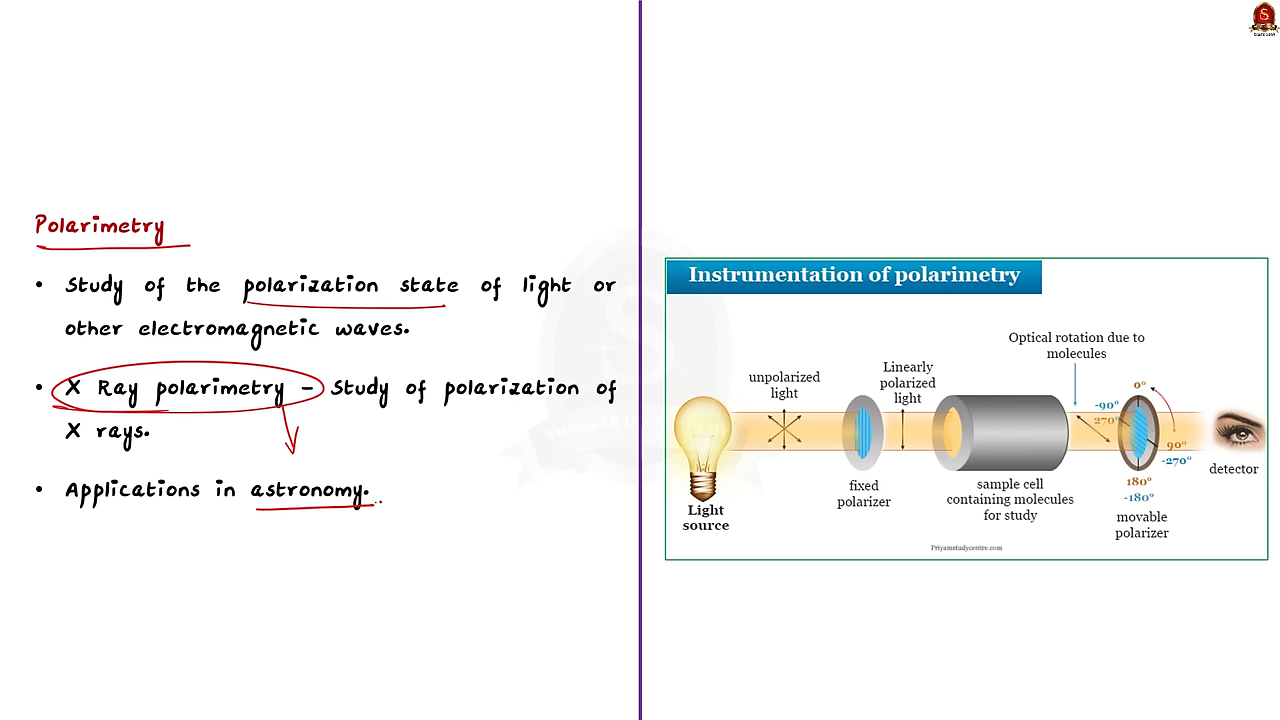 Polarimetry
• Study of the polarization state of light or
other electromagnetic waves.
• X Ray polarimetry - Study of polarization of
X rays.
• Applications in astronomy.
Instrumentation of polarimetry
Optical rotation due to
molecules
Linearly
polarized
light
unpolarized
light
0°
-90°
270°
90°
-270°
180°
-180°
detector
fixed
polarizer
sample cell
containing molecules
for study
movable
polarizer
Light
source
Priyamstudycentre.com